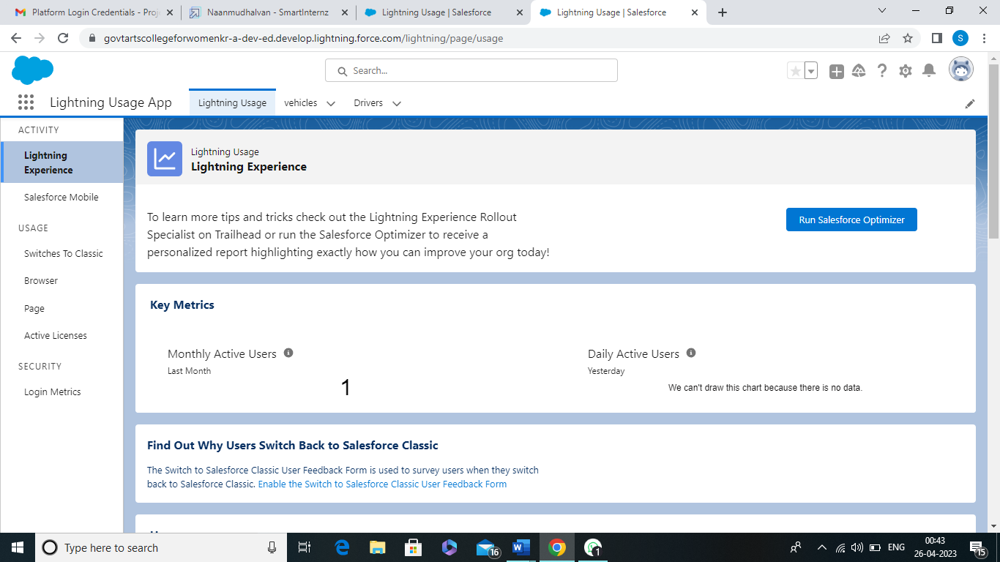 Platform Login Credentials - Proj
Naanmudhalvan - SmartInternz
Lightning Usage | Salesforce
Lightning Usage | Salesforce
govtartscollegeforwomenkr-a-dev-ed.develop.lightning.force.com/lightning/page/usage
S
Search...
Lightning Usage App
Lightning Usage
vehicles
Drivers
ACTIVITY
Lightning
Experience
Salesforce Mobile
USAGE
Switches To Classic
Browser
Page
Active Licenses
SECURITY
Login Metrics
Lightning Usage
Lightning Experience
To learn more tips and tricks check out the Lightning Experience Rollout
Specialist on Trailhead or run the Salesforce Optimizer to receive a
personalized report highlighting exactly how you can improve your org today!
Run Salesforce Optimizer
Key Metrics
Monthly Active Users
Last Month
1
Daily Active Users
Yesterday
We can't draw this chart because there is no data.
Find Out Why Users Switch Back to Salesforce Classic
The Switch to Salesforce Classic User Feedback Form is used to survey users when they switch
back to Salesforce Classic. Enable the Switch to Salesforce Classic User Feedback Form
Type here to search
16
1
ENG
00:43
26-04-2023
15